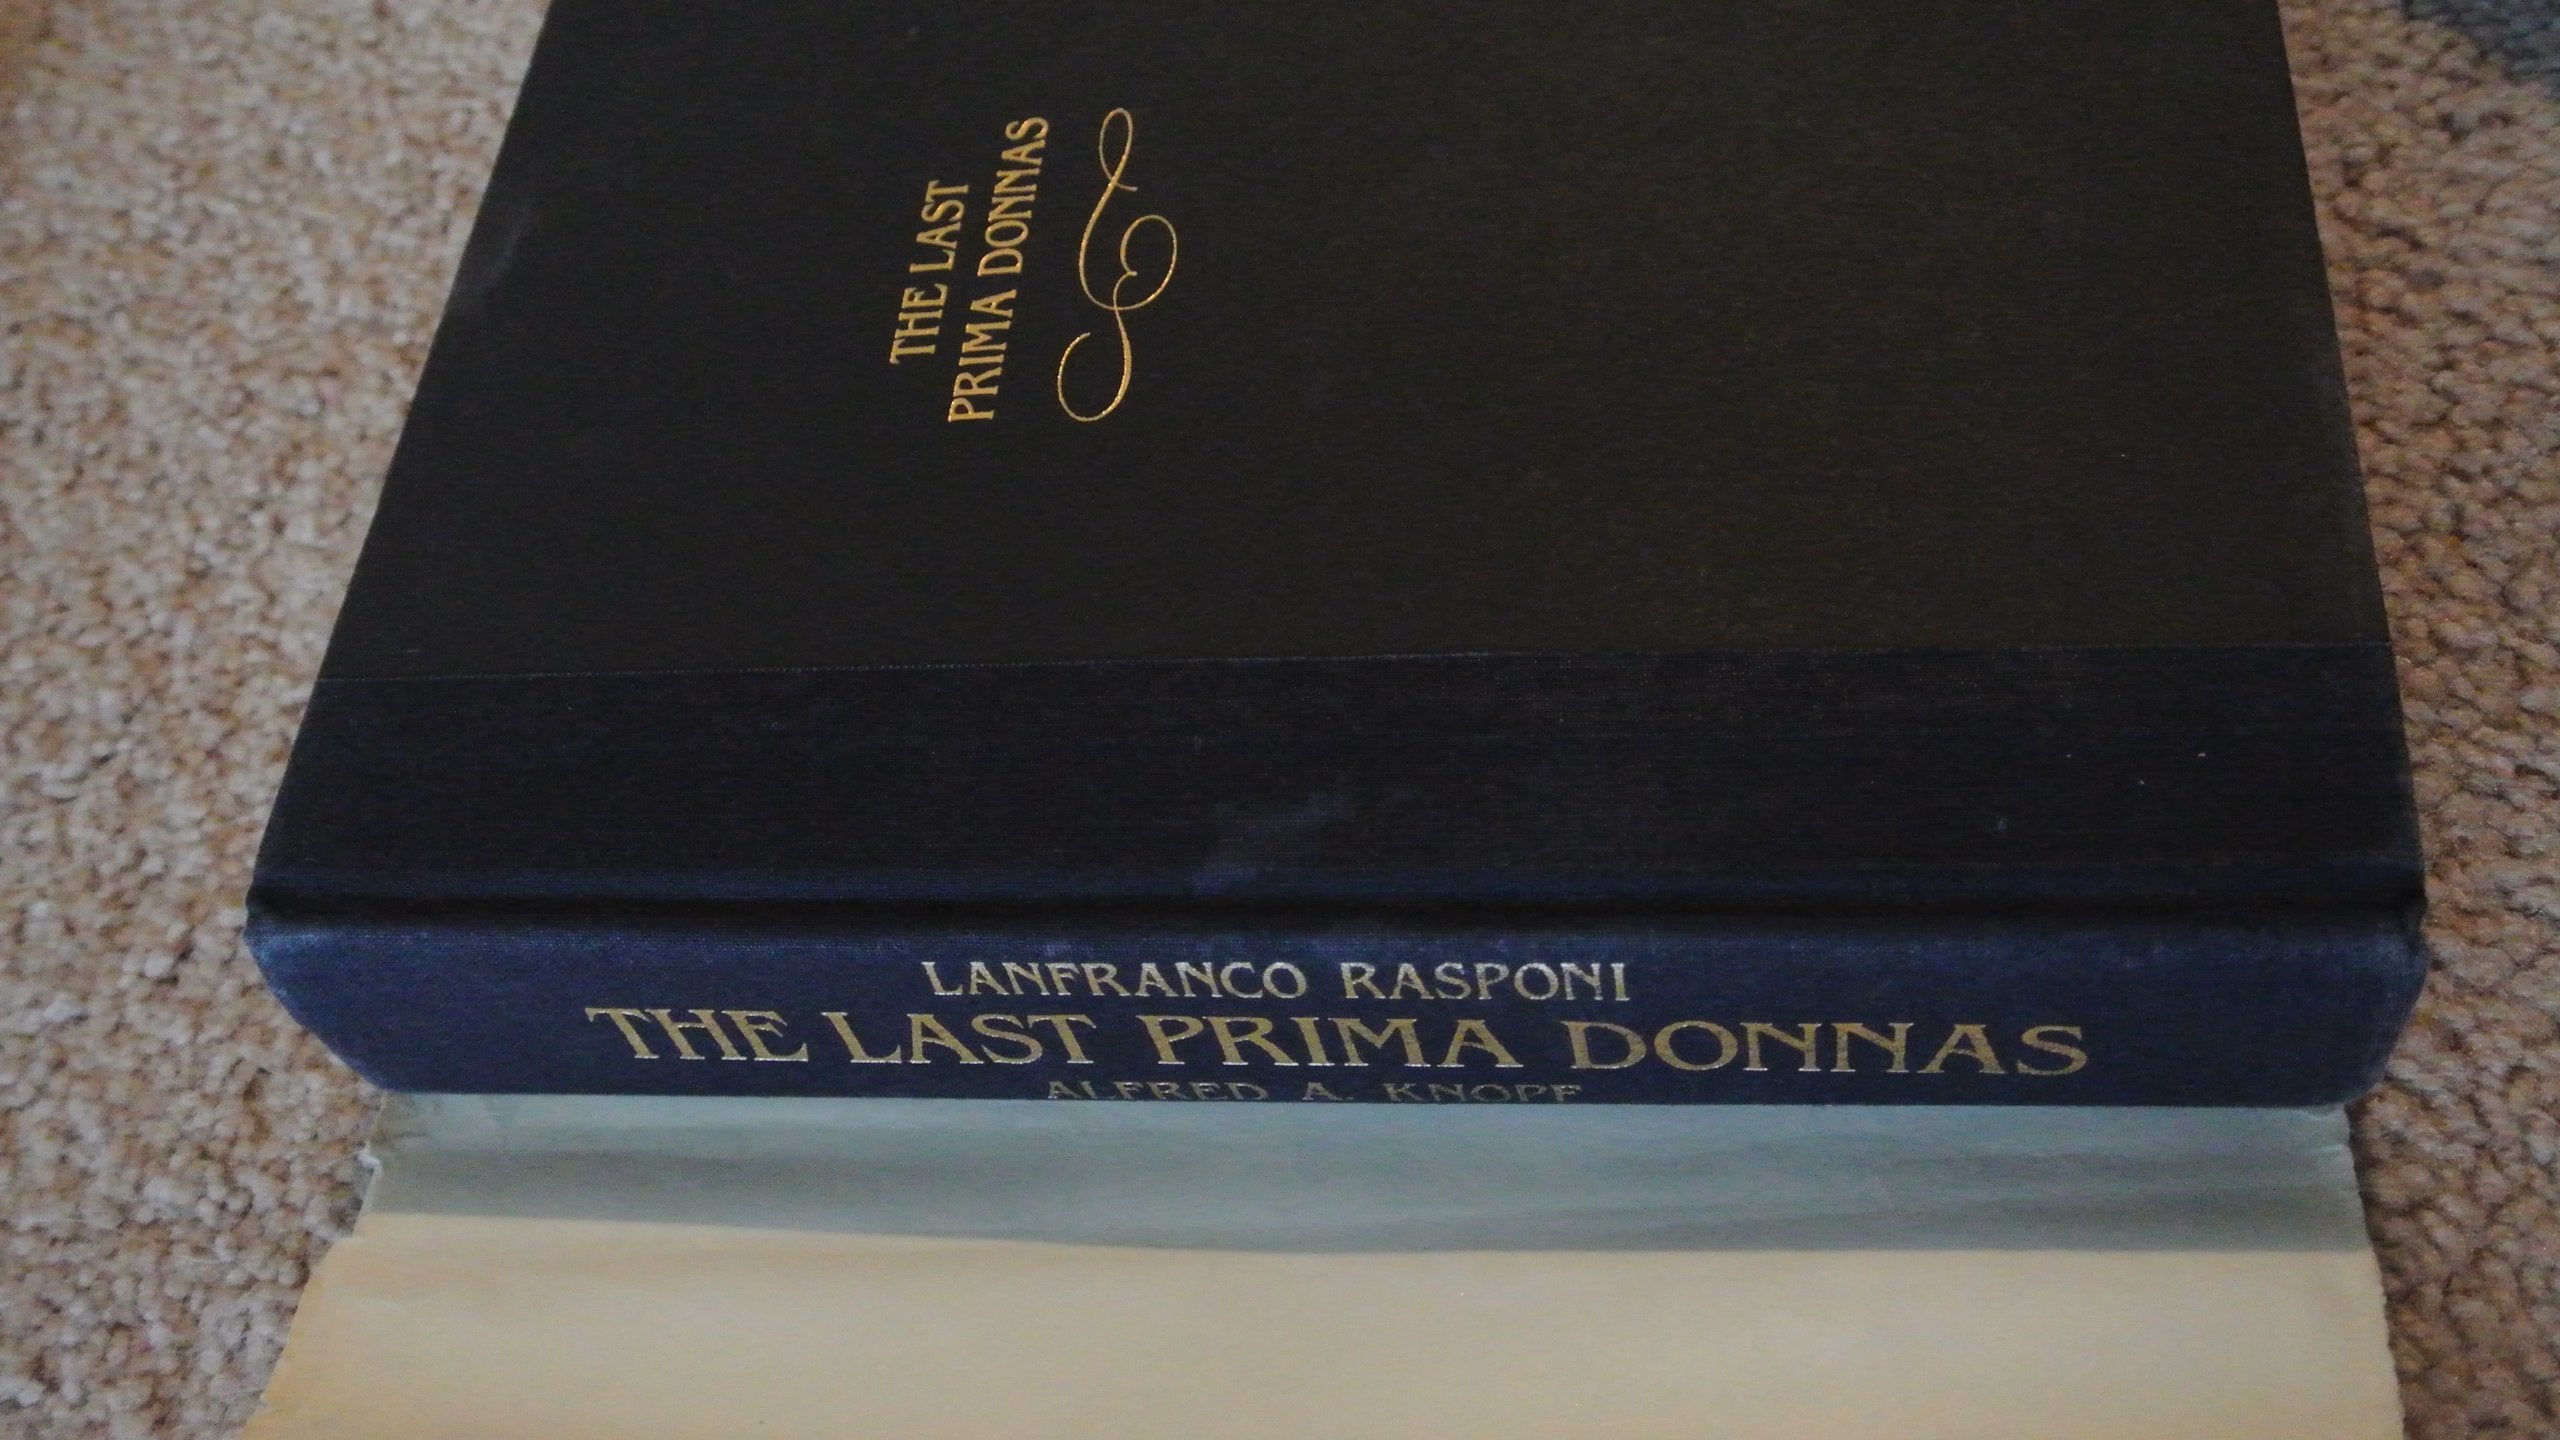 THE LAST
PRIMA DONNAS
LANFRANCO RASPONI
THE LAST PRIMA DONNAS
ALFRED A. KNOPF